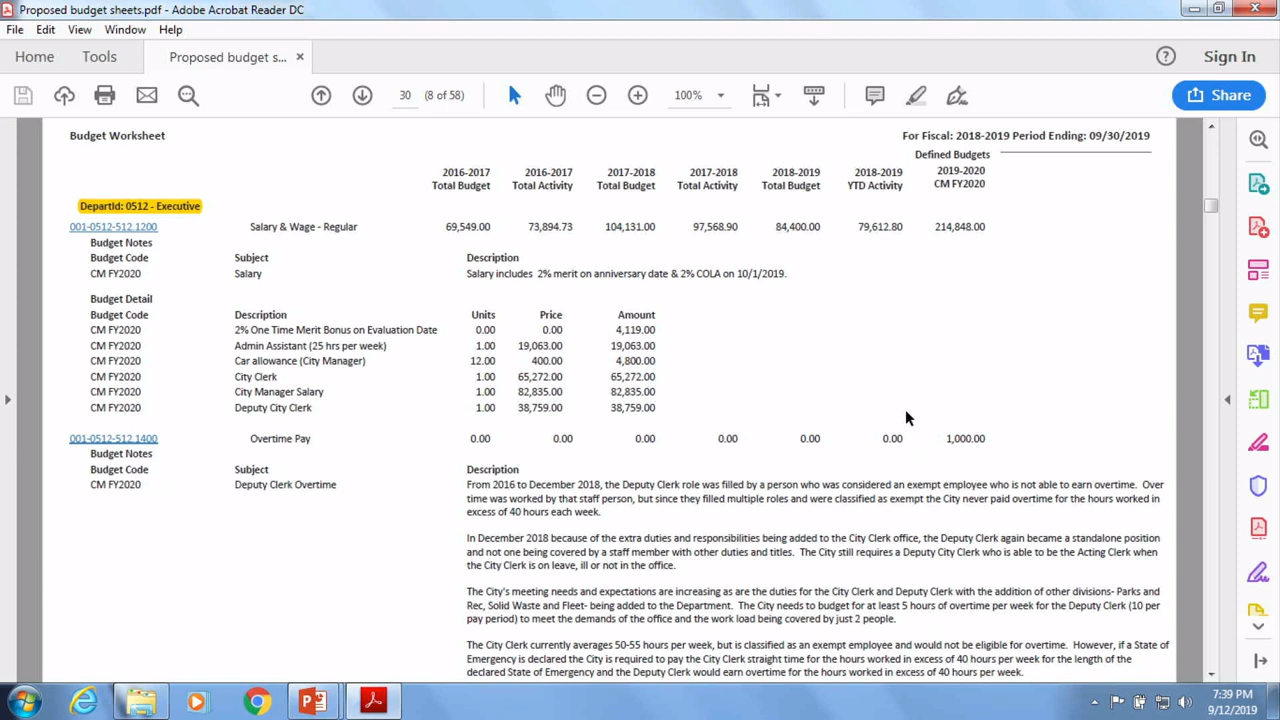 Proposed budget sheets.pdf - Adobe Acrobat Reader DC
File Edit View Window Help
Home Tools Proposed budget s... × Sign In
30 (8 of 58) 100% Share
Budget Worksheet For Fiscal: 2018-2019 Period Ending: 09/30/2019
Defined Budgets
2016-2017 2016-2017 2017-2018 2017-2018 2018-2019 2018-2019 2019-2020
Total Budget Total Activity Total Budget Total Activity Total Budget YTD Activity CM FY2020
DepartId: 0512 - Executive
001-0512-512.1200 Salary & Wage - Regular 69,549.00 73,894.73 104,131.00 97,568.90 84,400.00 79,612.80 214,848.00
Budget Notes
Budget Code Subject Description
CM FY2020 Salary Salary includes 2% merit on anniversary date & 2% COLA on 10/1/2019.
Budget Detail
Budget Code Description Units Price Amount
CM FY2020 2% One Time Merit Bonus on Evaluation Date 0.00 0.00 4,119.00
CM FY2020 Admin Assistant (25 hrs per week) 1.00 19,063.00 19,063.00
CM FY2020 Car allowance (City Manager) 12.00 400.00 4,800.00
CM FY2020 City Clerk 1.00 65,272.00 65,272.00
CM FY2020 City Manager Salary 1.00 82,835.00 82,835.00
CM FY2020 Deputy City Clerk 1.00 38,759.00 38,759.00
001-0512-512.1400 Overtime Pay 0.00 0.00 0.00 0.00 0.00 0.00 1,000.00
Budget Notes
Budget Code Subject Description
CM FY2020 Deputy Clerk Overtime From 2016 to December 2018, the Deputy Clerk role was filled by a person who was considered an exempt employee who is not able to earn overtime. Over
time was worked by that staff person, but since they filled multiple roles and were classified as exempt the City never paid overtime for the hours worked in
excess of 40 hours each week.
In December 2018 because of the extra duties and responsibilities being added to the City Clerk office, the Deputy Clerk again became a standalone position
and not one being covered by a staff member with other duties and titles. The City still requires a Deputy City Clerk who is able to be the Acting Clerk when
the City Clerk is on leave, ill or not in the office.
The City's meeting needs and expectations are increasing as are the duties for the City Clerk and Deputy Clerk with the addition of other divisions- Parks and
Rec, Solid Waste and Fleet- being added to the Department. The City needs to budget for at least 5 hours of overtime per week for the Deputy Clerk (10 per
pay period) to meet the demands of the office and the work load being covered by just 2 people.
The City Clerk currently averages 50-55 hours per week, but is classified as an exempt employee and would not be eligible for overtime. However, if a State of
Emergency is declared the City is required to pay the City Clerk straight time for the hours worked in excess of 40 hours per week for the length of the
declared State of Emergency and the Deputy Clerk would earn overtime for the hours worked in excess of 40 hours per week.
7:39 PM
9/12/2019